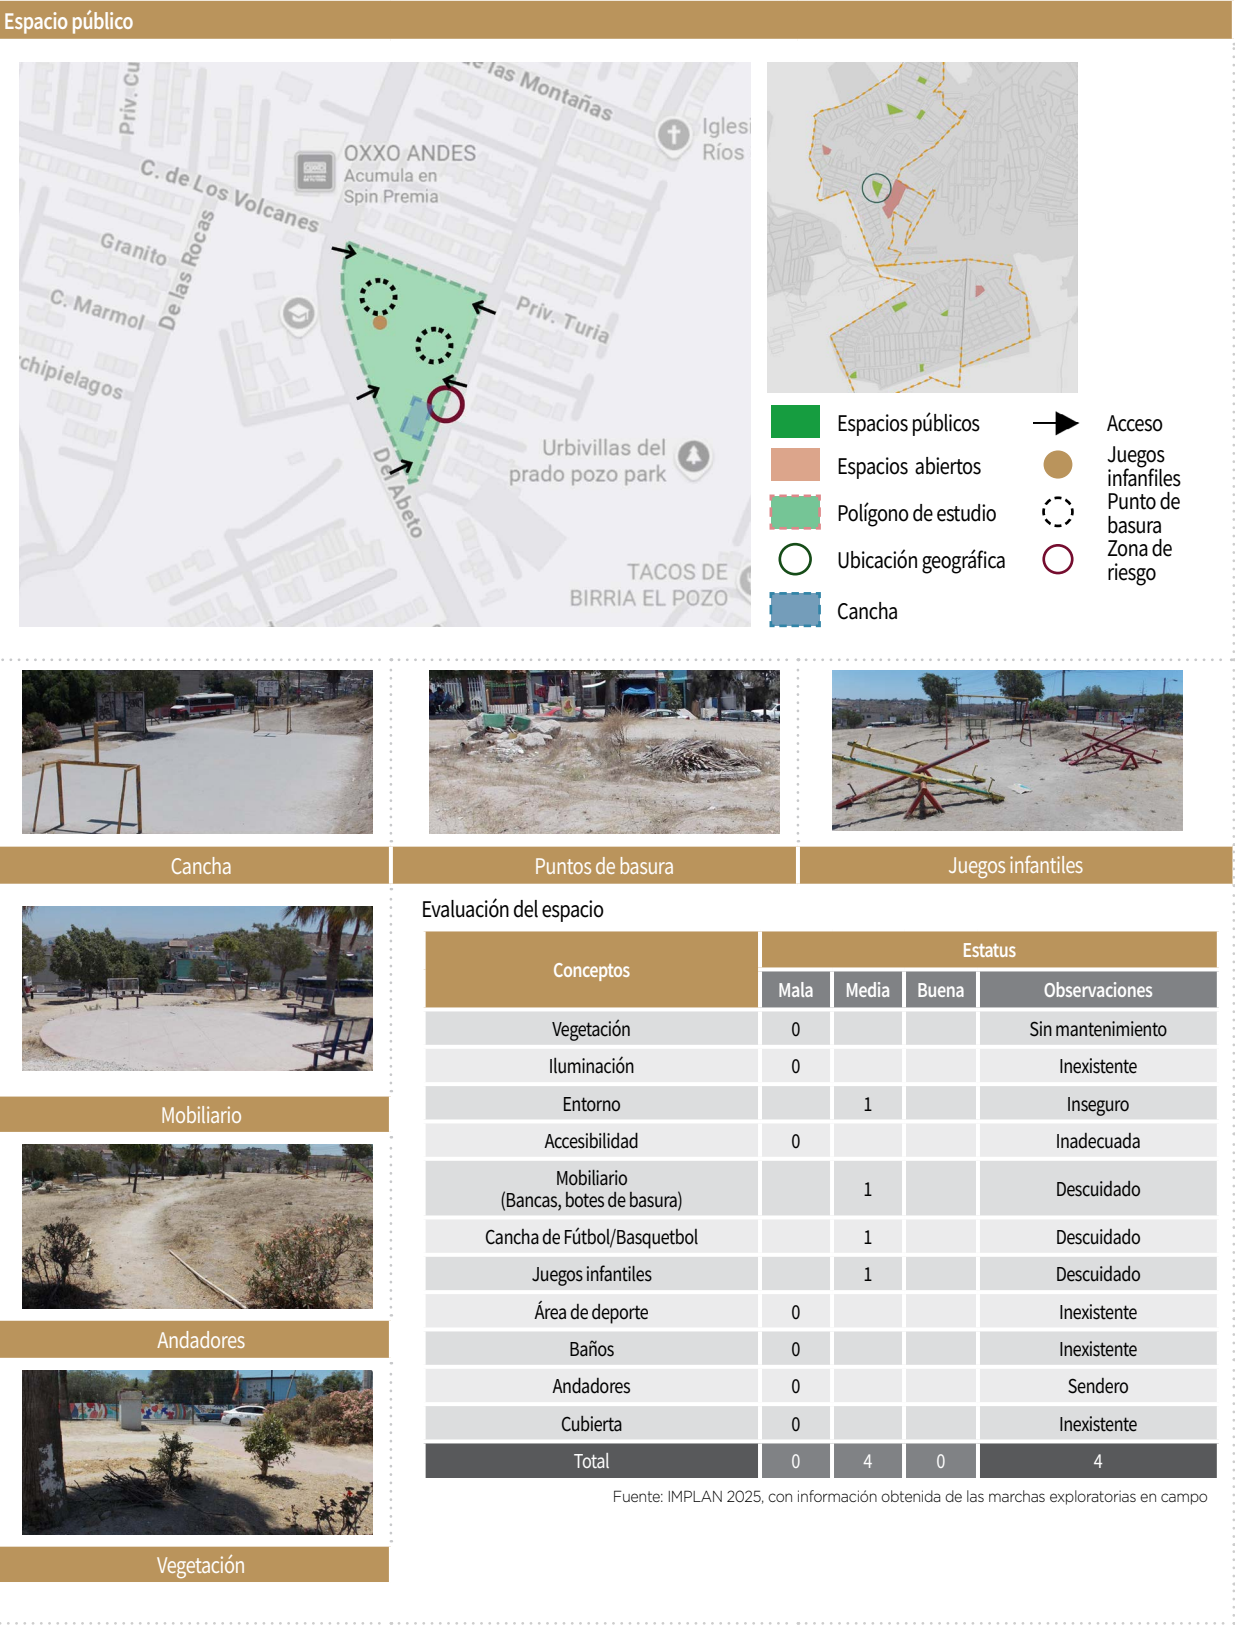 Espacio público
Priv. Cu
de las Montañas
Iglesi
Ríos
OXXO ANDES
Acumula en
Spin Premia
C. de Los Volcanes
Granito
De las Rocas
C. Marmol
chipielagos
Priv. Turia
Urbivillas del
prado pozo park
Del Abeto
TACOS DE
BIRRIA EL POZO
Espacios públicos
Espacios abiertos
Polígono de estudio
Ubicación geográfica
Cancha
Acceso
Juegos
infanfiles
Punto de
basura
Zona de
riesgo
Cancha
Puntos de basura
Juegos infantiles
Mobiliario
Andadores
Vegetación
Evaluación del espacio
Conceptos Estatus
Mala Media Buena Observaciones
Vegetación 0 Sin mantenimiento
Iluminación 0 Inexistente
Entorno 1 Inseguro
Accesibilidad 0 Inadecuada
Mobiliario
(Bancas, botes de basura) 1 Descuidado
Cancha de Fútbol/Basquetbol 1 Descuidado
Juegos infantiles 1 Descuidado
Área de deporte 0 Inexistente
Baños 0 Inexistente
Andadores 0 Sendero
Cubierta 0 Inexistente
Total 0 4 0 4
Fuente: IMPLAN 2025, con información obtenida de las marchas exploratorias en campo